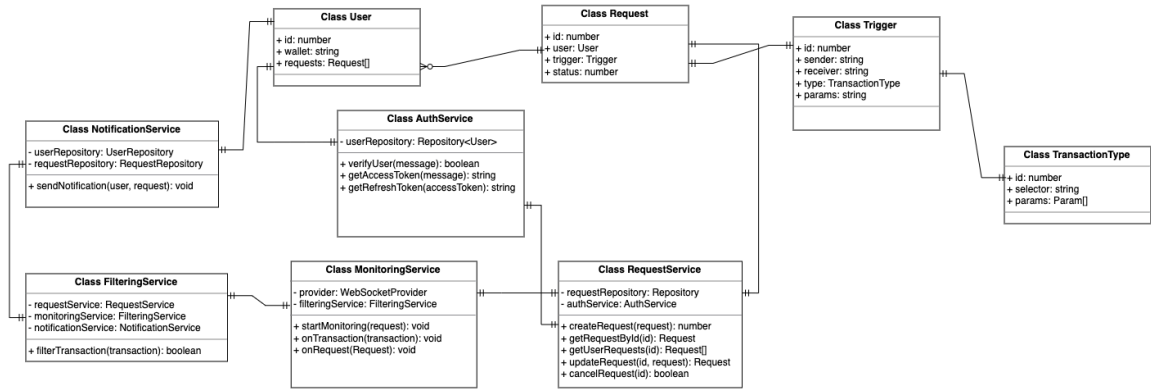 Class User
+ id: number
+ wallet: string
+ requests: Request[]
Class Request
+ id: number
+ user: User
+ trigger: Trigger
+ status: number
Class Trigger
+ id: number
+ sender: string
+ receiver: string
+ type: TransactionType
+ params: string
Class NotificationService
- userRepository: UserRepository
- requestRepository: RequestRepository
+ sendNotification(user, request): void
Class AuthService
- userRepository: Repository<User>
+ verifyUser(message): boolean
+ getAccessToken(message): string
+ getRefreshToken(accessToken): string
Class TransactionType
+ id: number
+ selector: string
+ params: Param[]
Class FilteringService
- requestService: RequestService
- monitoringService: FilteringService
- notificationService: NotificationService
+ filterTransaction(transaction): boolean
Class MonitoringService
- provider: WebSocketProvider
- filteringService: FilteringService
+ startMonitoring(request): void
+ onTransaction(transaction): void
+ onRequest(Request): void
Class RequestService
- requestRepository: Repository
- authService: AuthService
+ createRequest(request): number
+ getRequestById(id): Request
+ getUserRequests(id): Request[]
+ updateRequest(id, request): Request
+ cancelRequest(id): boolean